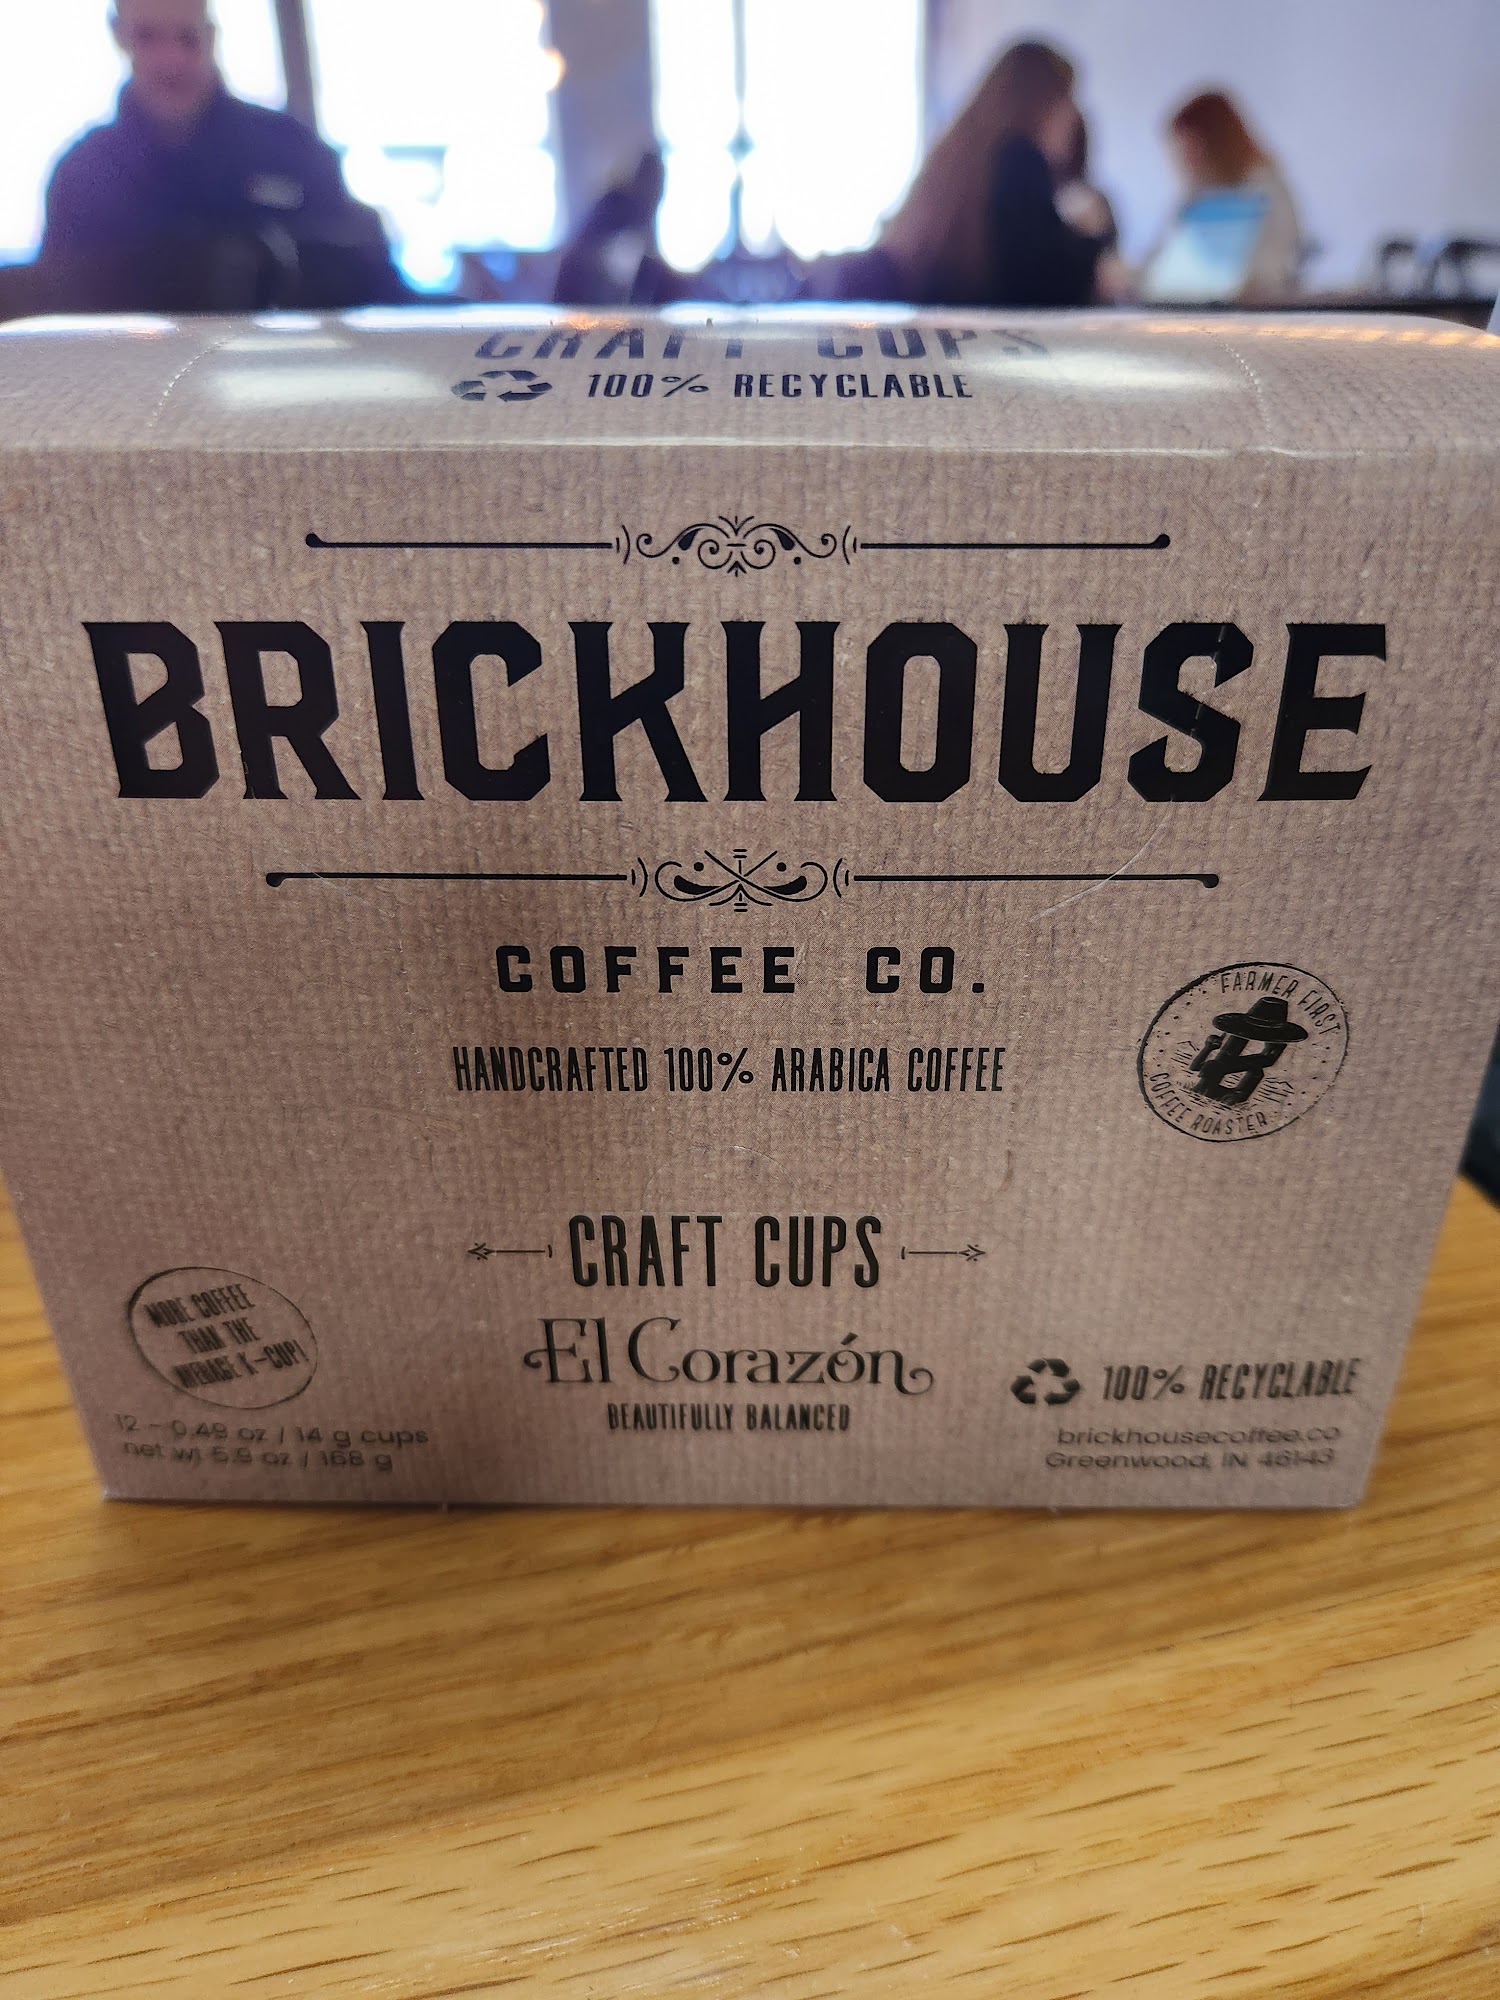 CRAFT CUPS
100% RECYCLABLE
BRICKHOUSE
COFFEE CO.
HANDCRAFTED 100% ARABICA COFFEE
FARMER FIRST
COFFEE ROASTER
CRAFT CUPS
El Corazón
BEAUTIFULLY BALANCED
MORE COFFEE
THAN THE
AVERAGE K-CUP!
12 - 0.49 oz / 14 g cups
net wt 5.9 oz / 168 g
100% RECYCLABLE
brickhousecoffee.co
Greenwood, IN 46143